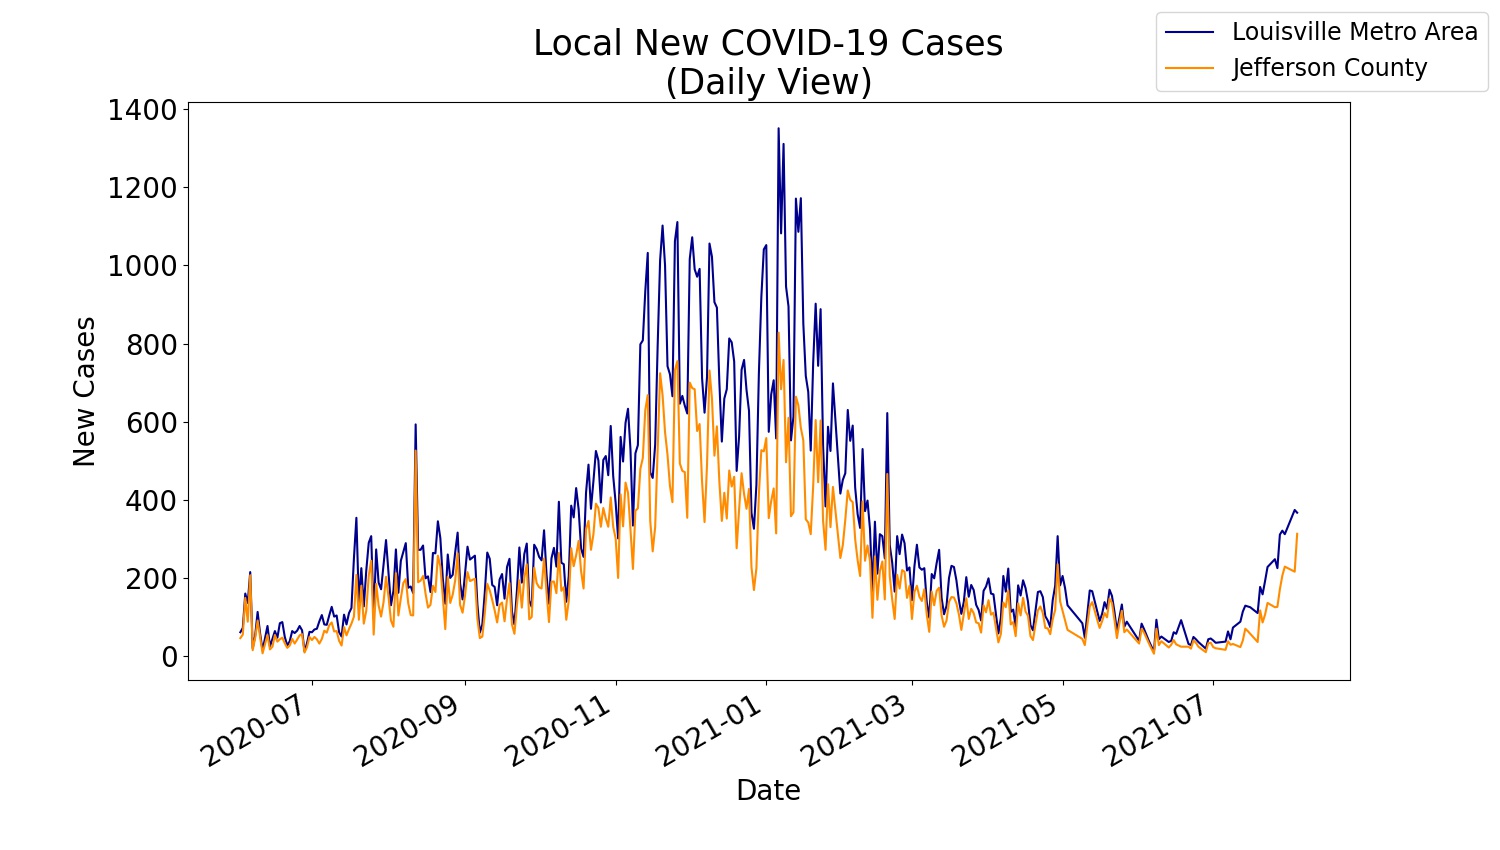 Local New COVID-19 Cases
(Daily View)
Louisville Metro Area
Jefferson County
1400
1200
1000
800
600
400
200
0
New Cases
2020-07
2020-09
2020-11
2021-01
2021-03
2021-05
2021-07
Date